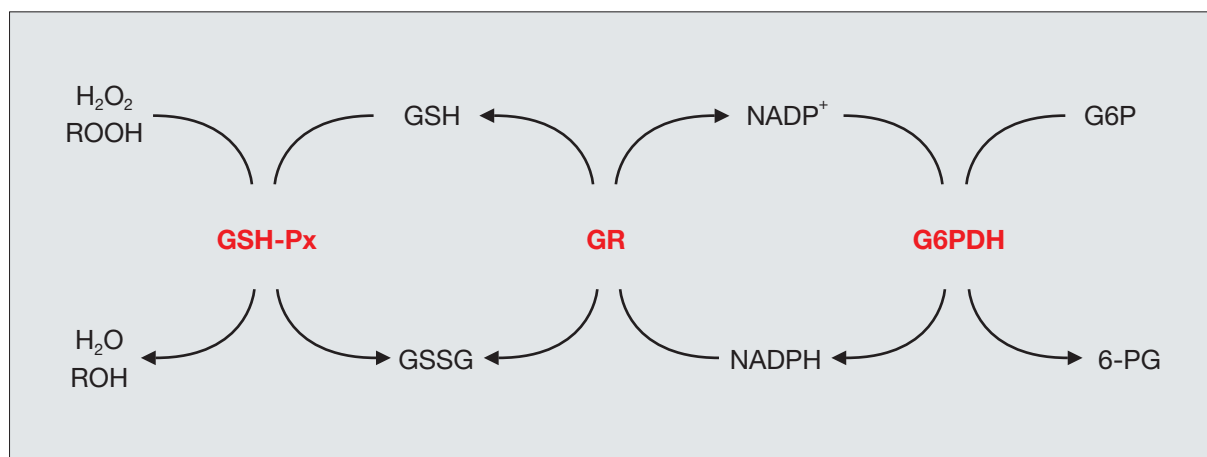 H₂O₂
ROOH
GSH
NADP⁺
G6P
GSH-Px
GR
G6PDH
H₂O
ROH
GSSG
NADPH
6-PG